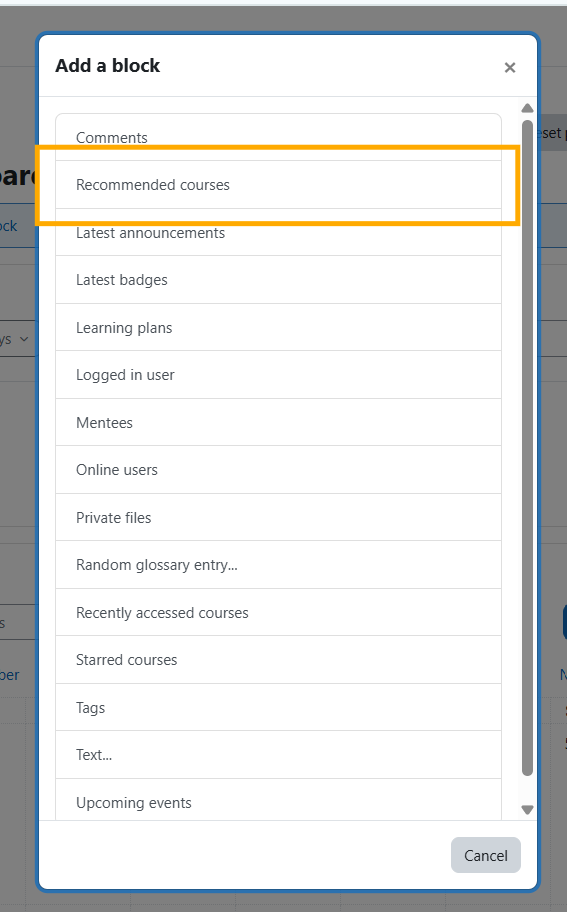 Add a block
×
Comments
Recommended courses
Latest announcements
Latest badges
Learning plans
Logged in user
Mentees
Online users
Private files
Random glossary entry...
Recently accessed courses
Starred courses
Tags
Text...
Upcoming events
Cancel